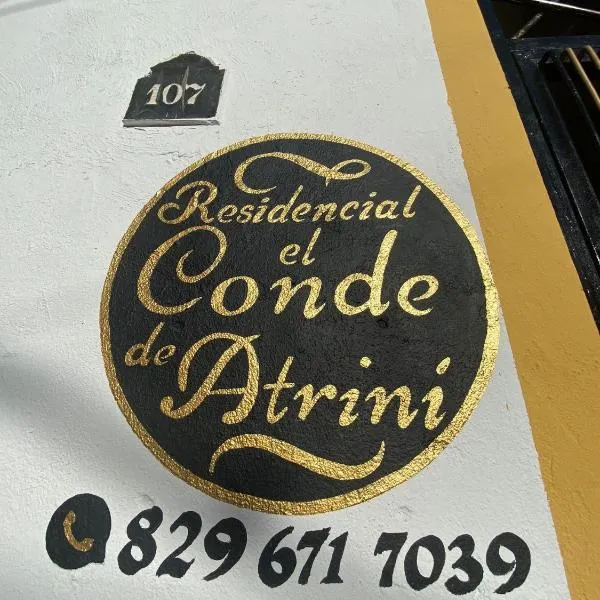 107
Residencial
el
Conde
de Atrini
829 671 7039